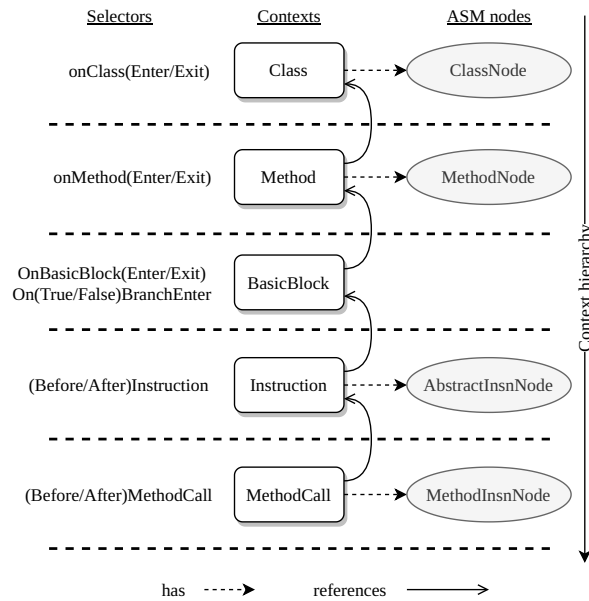 Selectors Contexts ASM nodes
onClass(Enter/Exit) Class ClassNode
onMethod(Enter/Exit) Method MethodNode
OnBasicBlock(Enter/Exit)
On(True/False)BranchEnter
BasicBlock
Context hierarchy
(Before/After)Instruction Instruction AbstractInsnNode
(Before/After)MethodCall MethodCall MethodInsnNode
has references